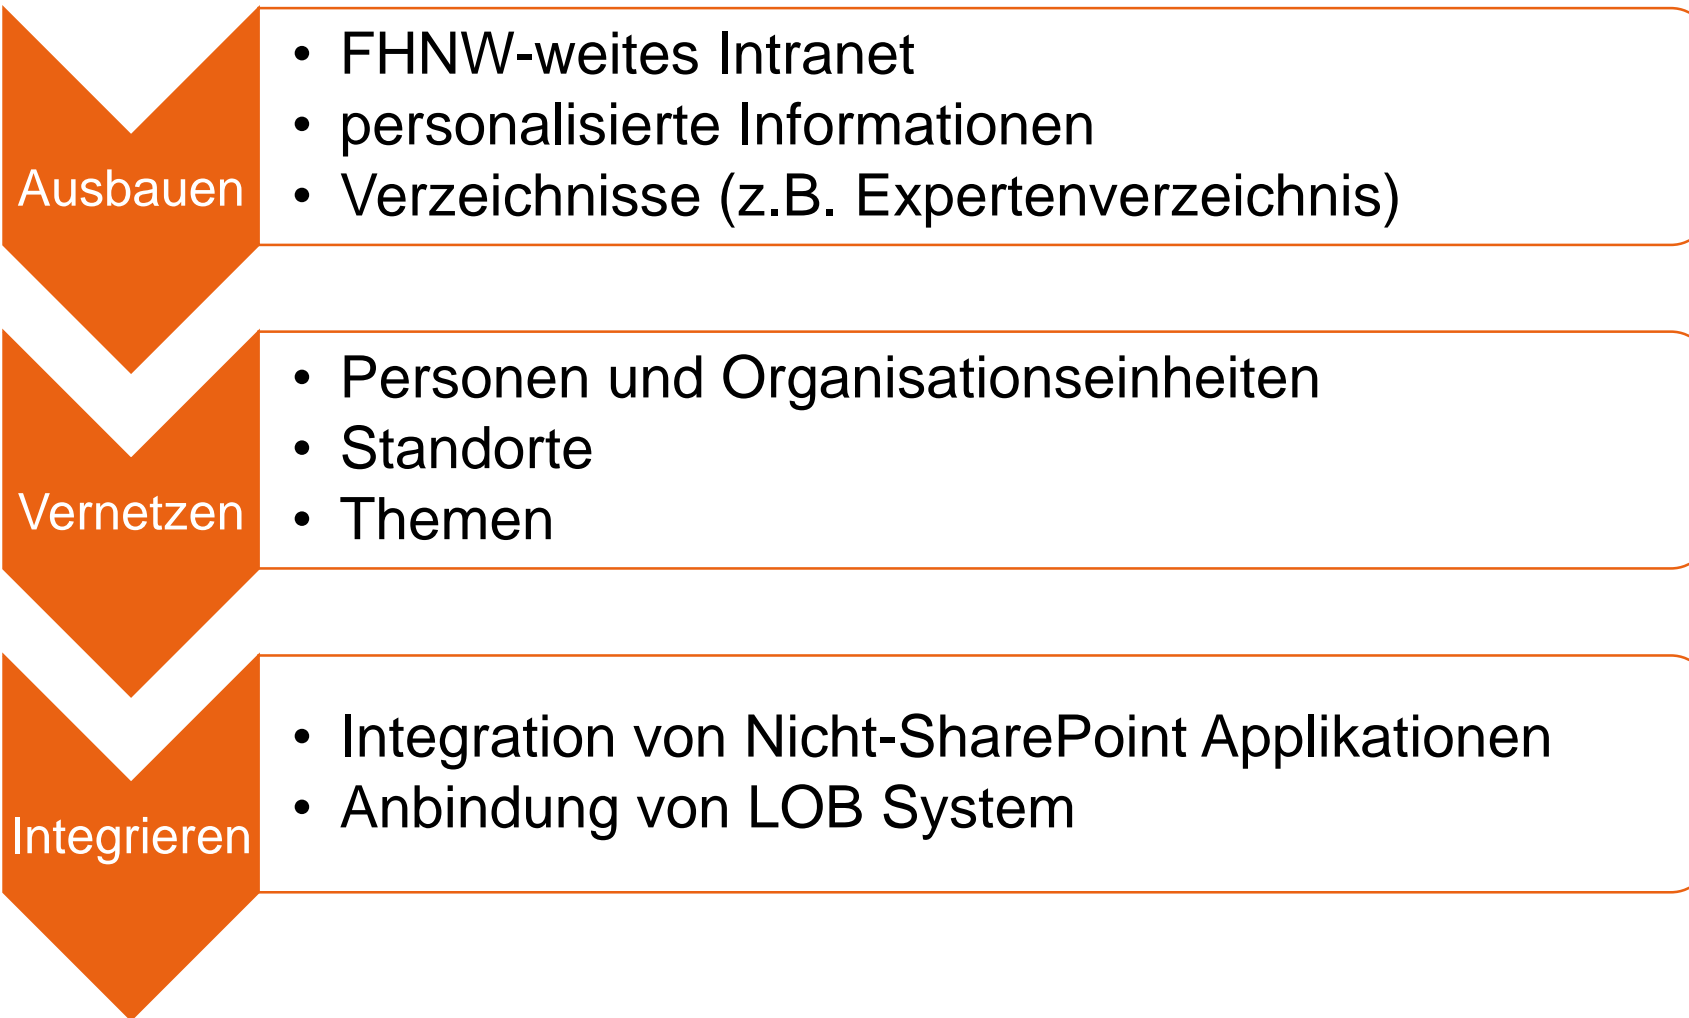 Ausbauen
• FHNW-weites Intranet
• personalisierte Informationen
• Verzeichnisse (z.B. Expertenverzeichnis)
Vernetzen
• Personen und Organisationseinheiten
• Standorte
• Themen
Integrieren
• Integration von Nicht-SharePoint Applikationen
• Anbindung von LOB System